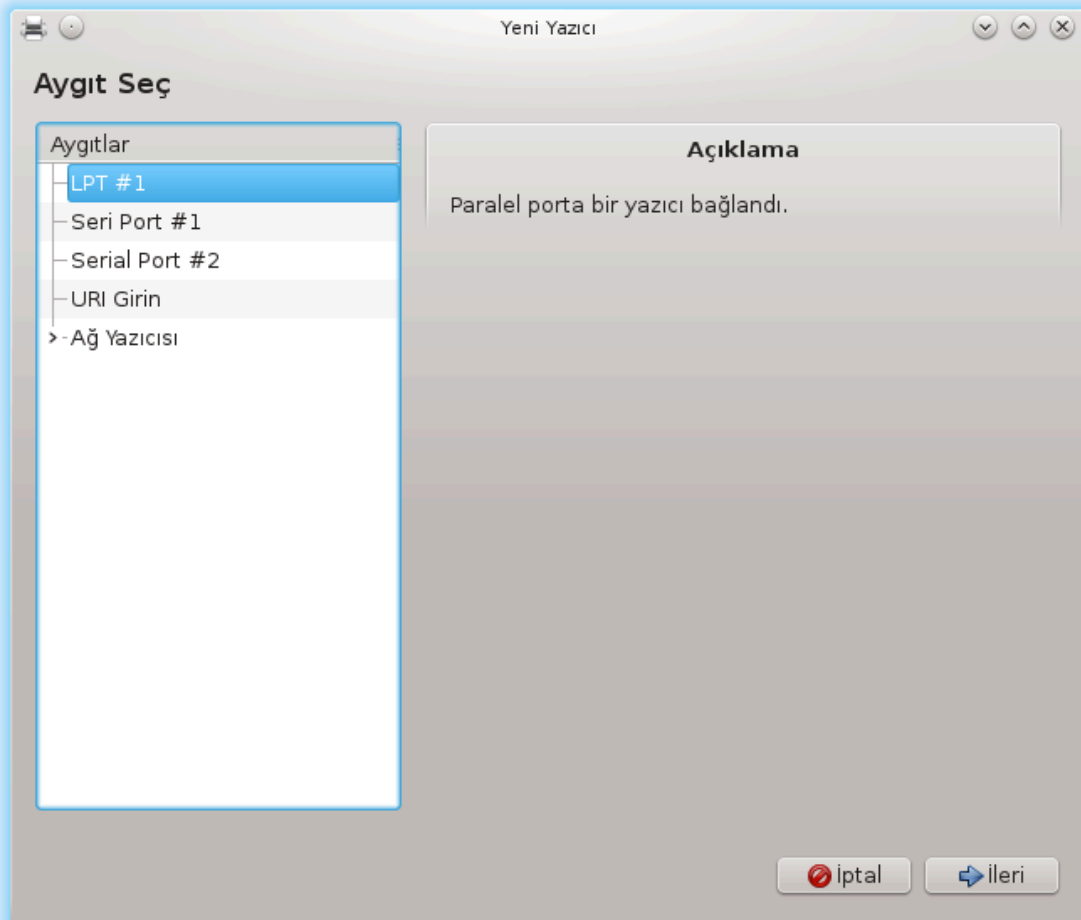 Yeni Yazıcı
Aygıt Seç
Aygıtlar
LPT #1
Seri Port #1
Serial Port #2
URI Girin
Ağ Yazıcısı
Açıklama
Paralel porta bir yazıcı bağlandı.
İptal
İleri